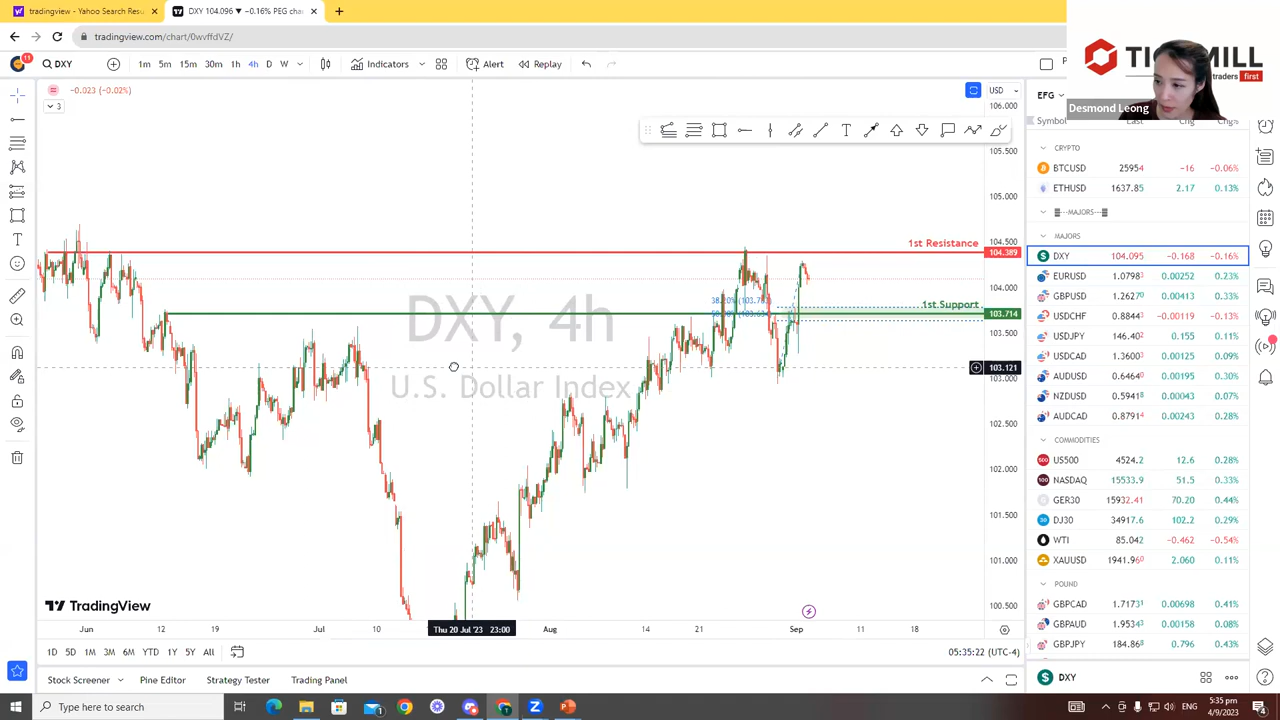 tradingview - Yahoo Search Resu
DXY 104.096 ▼ −0.16% PEG char
tradingview.com/chart/0wvffdVZ/
11
DXY
1m 5m 15m 30m 1h 4h D W
Indicators
Alert
Replay
TICKMILL
traders first
Desmond Leong
−0.023 (−0.02%)
3
USD
EFG
Symbol Last Chg Chg%
106.000
105.500
105.000
104.500
104.389
104.000
103.714
103.500
103.121
103.000
102.500
102.000
101.500
101.000
100.500
1st Resistance
1st Support
DXY, 4h
U.S. Dollar Index
TradingView
Jun 12 19 Jul 10 Thu 20 Jul '23 23:00 Aug 14 21 Sep 11 18
1D 5D 1M 3M 6M YTD 1Y 5Y All
05:35:22 (UTC-4)
Stock Screener Pine Editor Strategy Tester Trading Panel
CRYPTO
BTCUSD 25954 −16 −0.06%
ETHUSD 1637.85 2.17 0.13%
MAJORS
MAJORS
DXY 104.095 −0.168 −0.16%
EURUSD 1.0798³ 0.00252 0.23%
GBPUSD 1.2627⁰ 0.00413 0.33%
USDCHF 0.8844³ −0.00119 −0.13%
USDJPY 146.40² 0.155 0.11%
USDCAD 1.3600³ 0.00125 0.09%
AUDUSD 0.6464⁰ 0.00195 0.30%
NZDUSD 0.5941⁸ 0.00043 0.07%
AUDCAD 0.8791⁴ 0.00243 0.28%
COMMODITIES
US500 4524.2 12.6 0.28%
NASDAQ 15533.9 51.5 0.33%
GER30 15932.41 70.20 0.44%
DJ30 34917.6 102.2 0.29%
WTI 85.042 −0.462 −0.54%
XAUUSD 1941.96⁰ 2.060 0.11%
POUND
GBPCAD 1.7173¹ 0.00698 0.41%
GBPAUD 1.9534³ 0.00158 0.08%
GBPJPY 184.86⁸ 0.796 0.43%
DXY
Type here to search
ENG
5:35 pm
4/9/2023